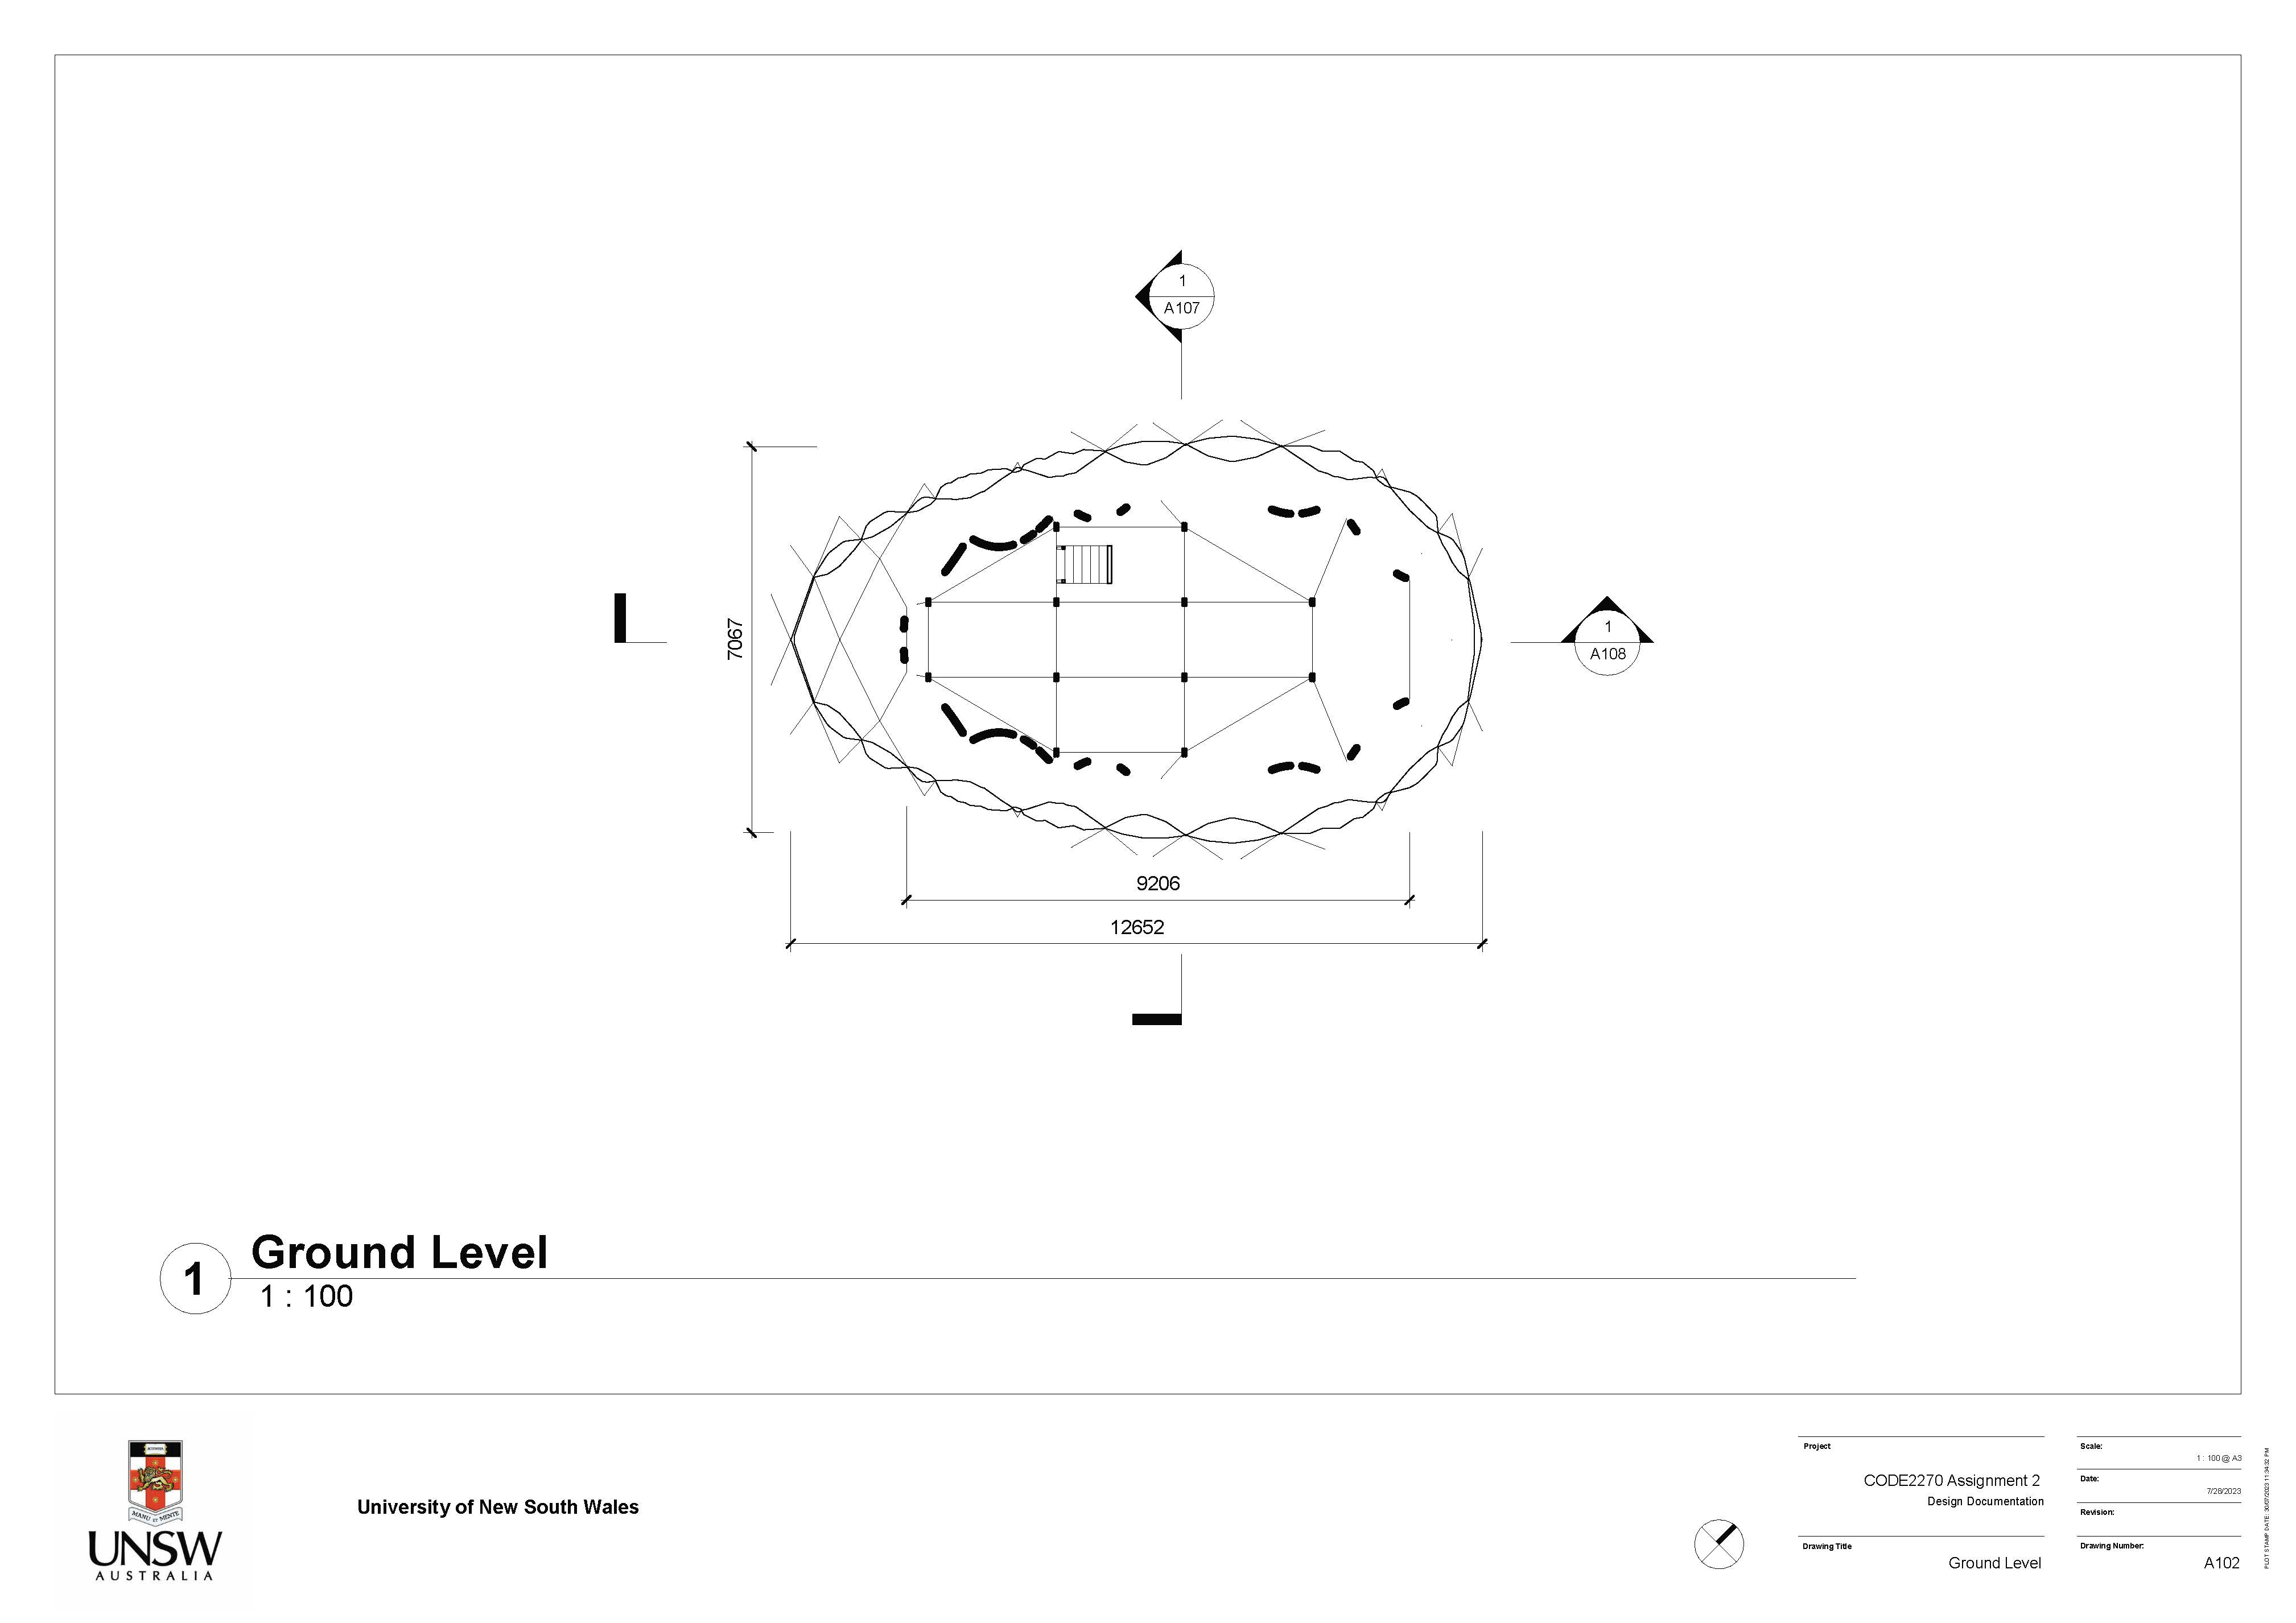 1
A107
7067
1
A108
9206
12652
1
Ground Level
1 : 100
MANU ET MENTE
UNSW
AUSTRALIA
University of New South Wales
Project
CODE2270 Assignment 2
Design Documentation
Drawing Title
Ground Level
Scale:
1 : 100 @ A3
Date:
7/28/2023
Revision:
Drawing Number:
A102
PLOT STAMP DATE: 30/07/2023 11:34:32 PM